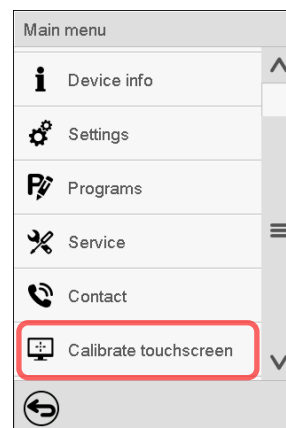 Main menu
Device info
Settings
Programs
Service
Contact
Calibrate touchscreen